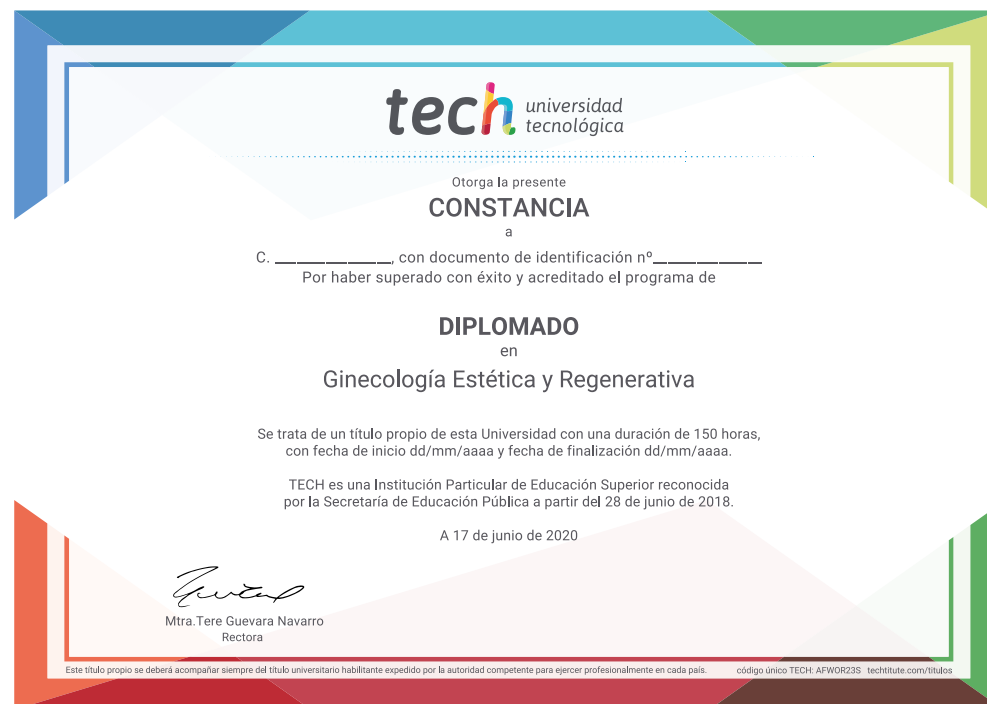 tech universidad
tecnológica
Otorga la presente
CONSTANCIA
a
C. ______________, con documento de identificación nº______________
Por haber superado con éxito y acreditado el programa de
DIPLOMADO
en
Ginecología Estética y Regenerativa
Se trata de un título propio de esta Universidad con una duración de 150 horas,
con fecha de inicio dd/mm/aaaa y fecha de finalización dd/mm/aaaa.
TECH es una Institución Particular de Educación Superior reconocida
por la Secretaría de Educación Pública a partir del 28 de junio de 2018.
A 17 de junio de 2020
Mtra.Tere Guevara Navarro
Rectora
Este título propio se deberá acompañar siempre del título universitario habilitante expedido por la autoridad competente para ejercer profesionalmente en cada país. código único TECH: AFWOR23S techtitute.com/titulos